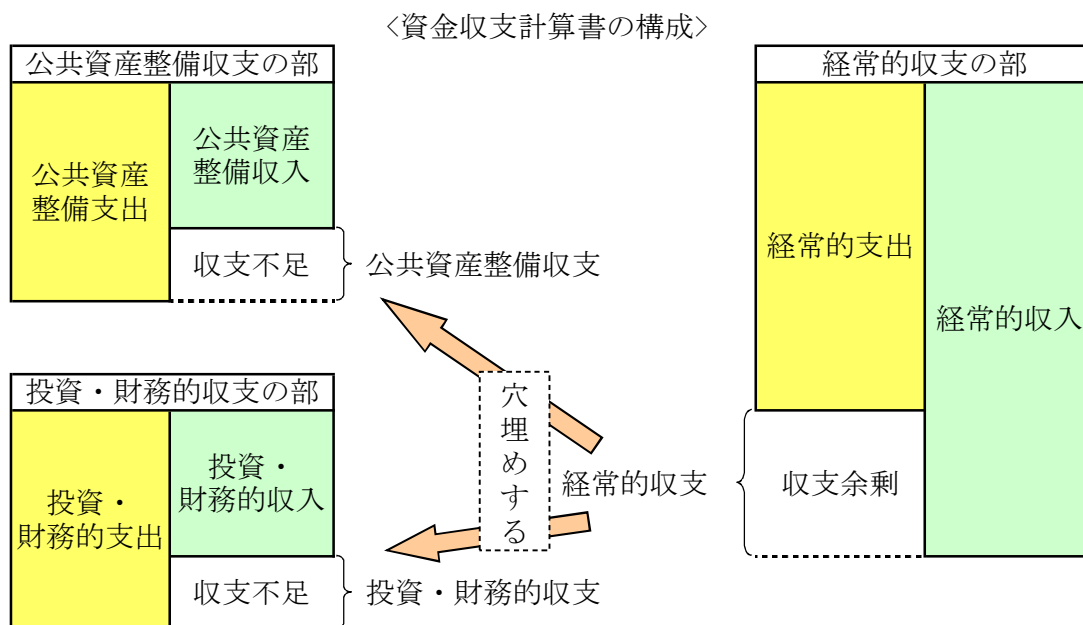 〈資金収支計算書の構成〉
公共資産整備収支の部
公共資産
整備支出
公共資産
整備収入
収支不足
公共資産整備収支
投資・財務的収支の部
投資・
財務的支出
投資・
財務的収入
収支不足
投資・財務的収支
穴埋めする
経常的収支
経常的収支の部
経常的支出
経常的収入
収支余剰